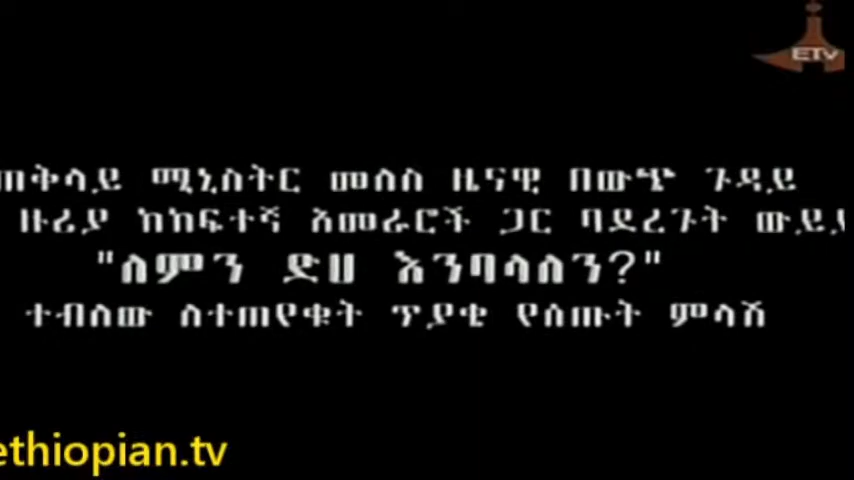 ETV
ጠቅላይ ሚኒስትር መለስ ዜናዊ በውጭ ጉዳይ
ዙሪያ ከከፍተኛ አመራሮች ጋር ባደረጉት
"ለምን ድሀ እንባላለን?"
ተብለው ለተጠየቁት ጥያቄ የሰጡት ምላሽ
ethiopian.tv